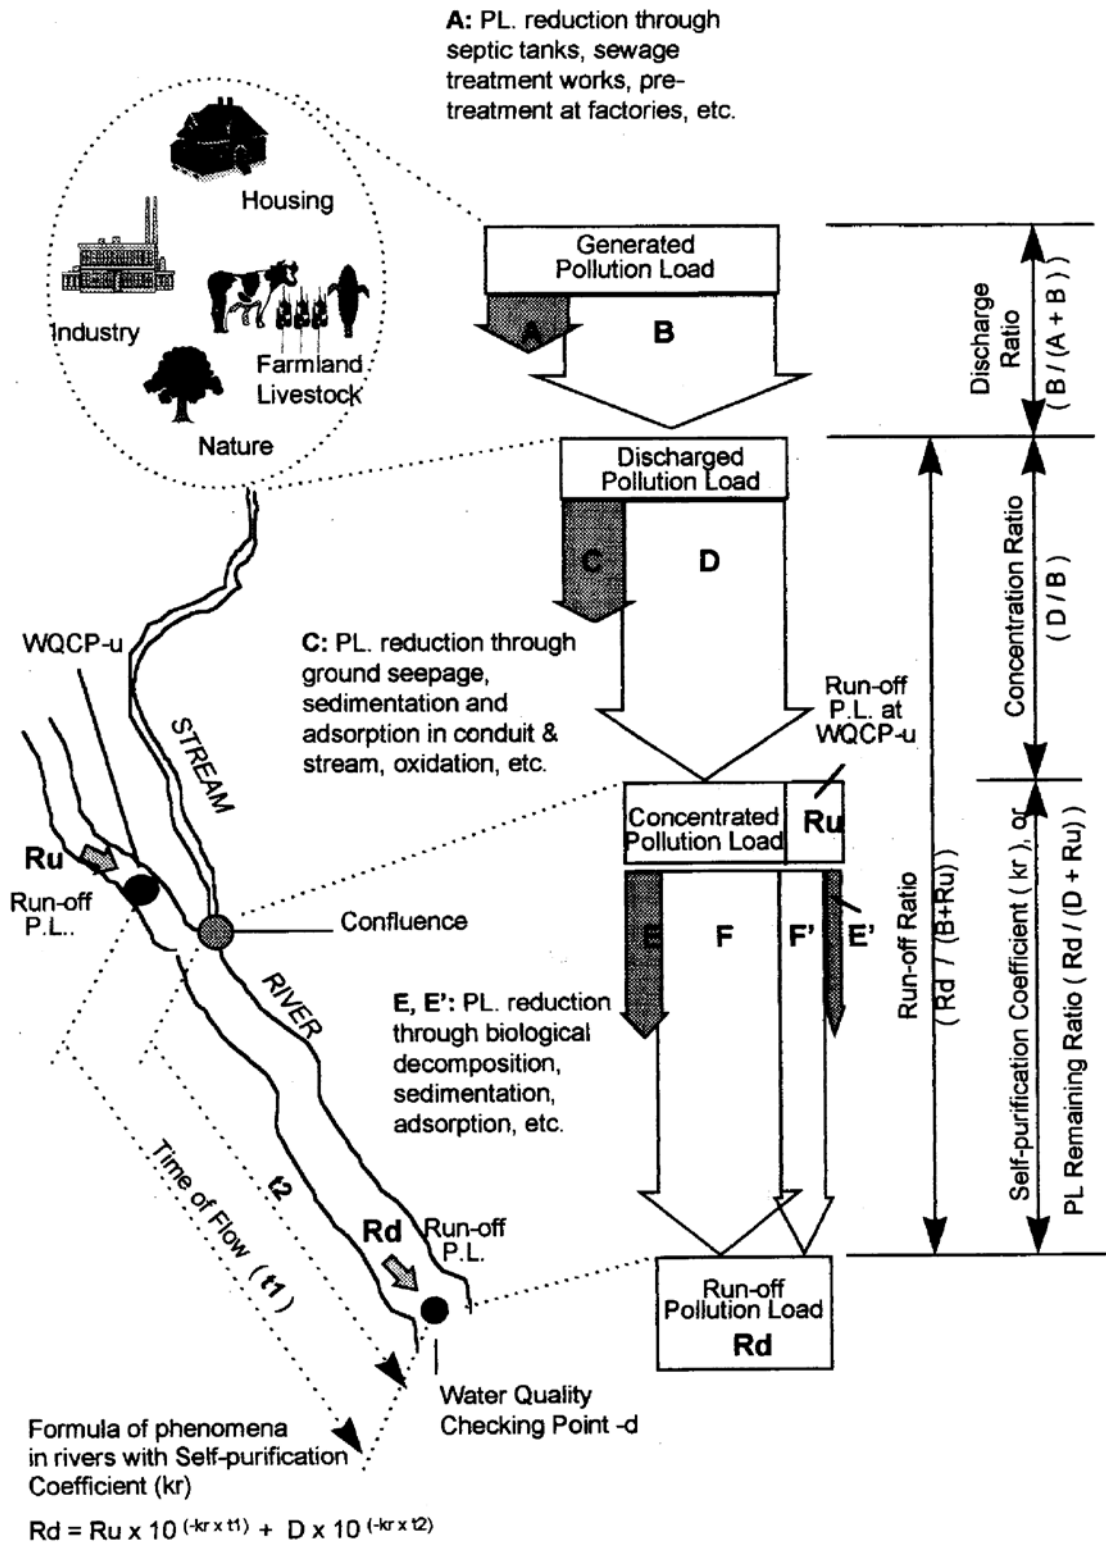 A: PL. reduction through
septic tanks, sewage
treatment works, pre-
treatment at factories, etc.
Housing
Industry
Farmland
Livestock
Nature
Generated
Pollution Load
A
B
Discharge
Ratio
( B / (A + B ) )
Discharged
Pollution Load
C
D
Concentration Ratio
( D / B )
WQCP-u
STREAM
C: PL. reduction through
ground seepage,
sedimentation and
adsorption in conduit &
stream, oxidation, etc.
Run-off
P.L. at
WQCP-u
Concentrated
Pollution Load
Ru
Ru
Run-off
P.L..
Confluence
E
F
F'
E'
Run-off Ratio
( Rd / (B+Ru))
Self-purification Coefficient ( kr ), or
PL Remaining Ratio ( Rd / (D + Ru))
RIVER
E, E': PL. reduction
through biological
decomposition,
sedimentation,
adsorption, etc.
Time of Flow ( t1 )
t2
Rd
Run-off
P.L.
Run-off
Pollution Load
Rd
Water Quality
Checking Point -d
Formula of phenomena
in rivers with Self-purification
Coefficient (kr)
Rd = Ru x 10 (-kr x t1) + D x 10 (-kr x t2)